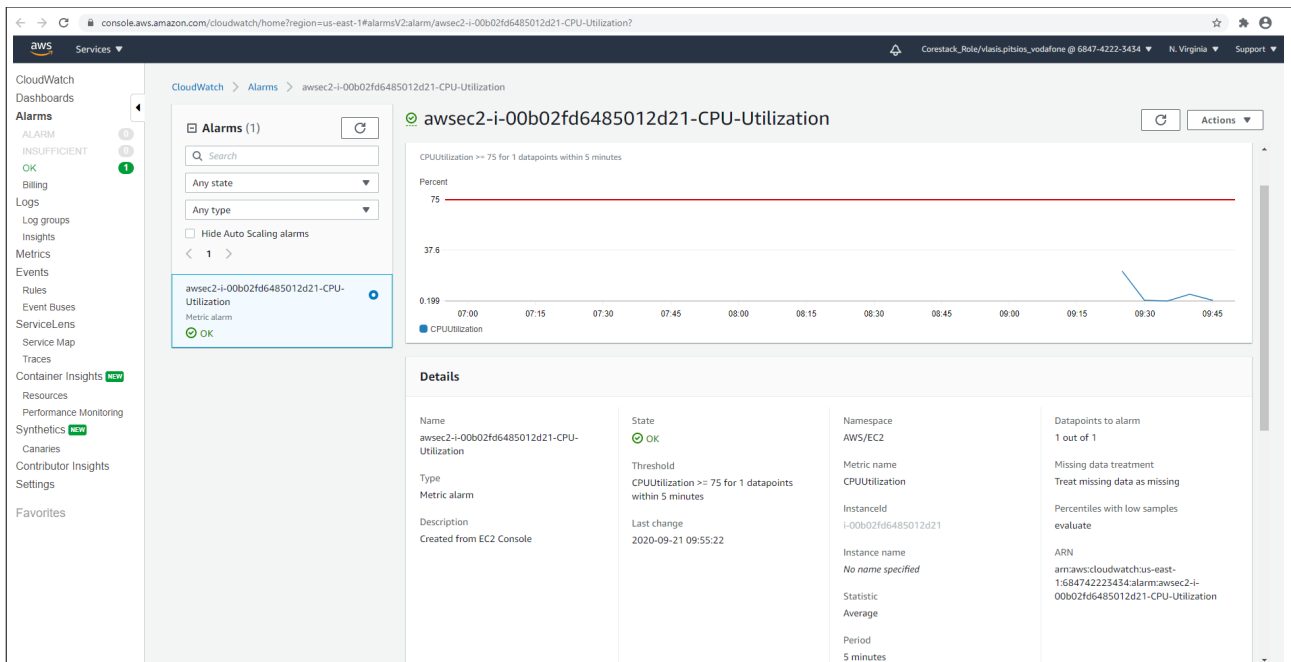 console.aws.amazon.com/cloudwatch/home?region=us-east-1#alarmsV2:alarm/awsec2-i-00b02fd6485012d21-CPU-Utilization?
aws Services ▼ Corestack_Role/vlasis.pitsios_vodafone @ 6847-4222-3434 ▼ N. Virginia ▼ Support ▼
CloudWatch
Dashboards
Alarms
ALARM 0
INSUFFICIENT 0
OK 1
Billing
Logs
Log groups
Insights
Metrics
Events
Rules
Event Buses
ServiceLens
Service Map
Traces
Container Insights NEW
Resources
Performance Monitoring
Synthetics NEW
Canaries
Contributor Insights
Settings
Favorites
CloudWatch > Alarms > awsec2-i-00b02fd6485012d21-CPU-Utilization
Alarms (1)
Search
Any state
Any type
Hide Auto Scaling alarms
< 1 >
awsec2-i-00b02fd6485012d21-CPU-
Utilization
Metric alarm
OK
awsec2-i-00b02fd6485012d21-CPU-Utilization
Actions ▼
CPUUtilization >= 75 for 1 datapoints within 5 minutes
Percent
75
37.6
0.199
07:00 07:15 07:30 07:45 08:00 08:15 08:30 08:45 09:00 09:15 09:30 09:45
CPUUtilization
Details
Name
awsec2-i-00b02fd6485012d21-CPU-
Utilization
Type
Metric alarm
Description
Created from EC2 Console
State
OK
Threshold
CPUUtilization >= 75 for 1 datapoints
within 5 minutes
Last change
2020-09-21 09:55:22
Namespace
AWS/EC2
Metric name
CPUUtilization
InstanceId
i-00b02fd6485012d21
Instance name
No name specified
Statistic
Average
Period
5 minutes
Datapoints to alarm
1 out of 1
Missing data treatment
Treat missing data as missing
Percentiles with low samples
evaluate
ARN
arn:aws:cloudwatch:us-east-
1:684742223434:alarm:awsec2-i-
00b02fd6485012d21-CPU-Utilization